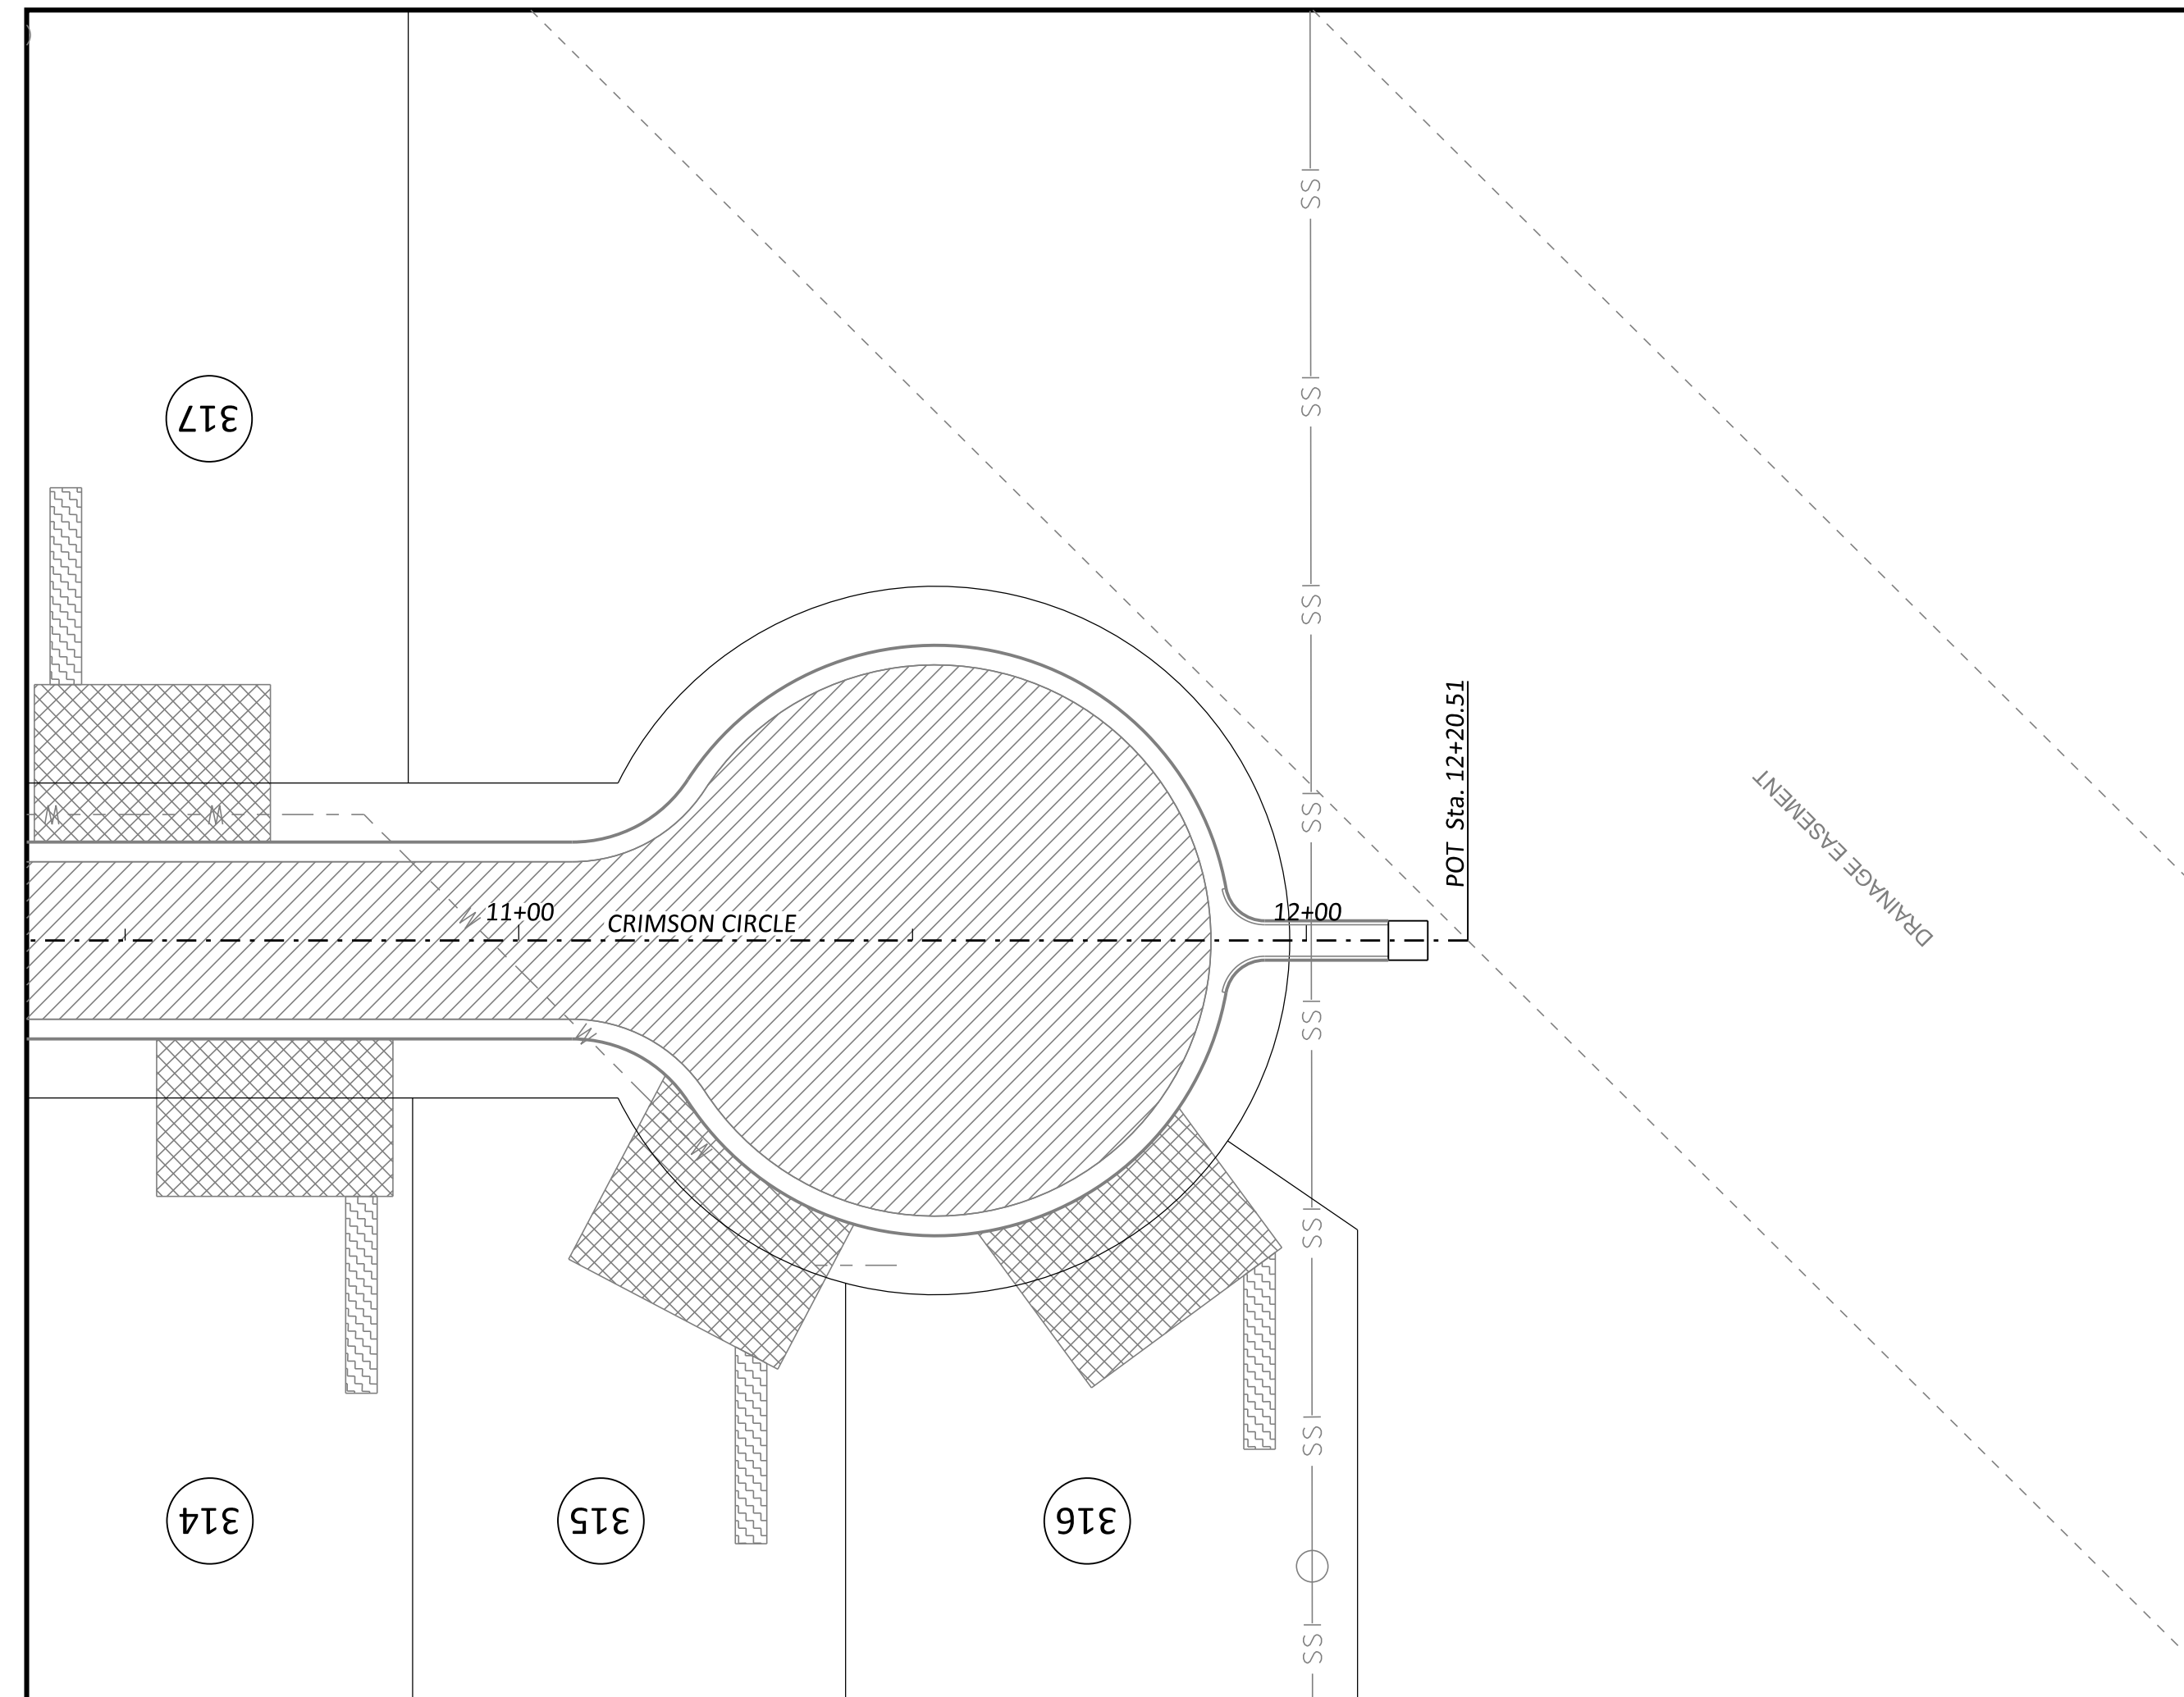 317
POT Sta. 12+20.51
DRAINAGE EASEMENT
W
W
W
11+00
CRIMSON CIRCLE
12+00
W
W
SS
SS
SS
SS
SS
SS
SS
SS
314
315
316